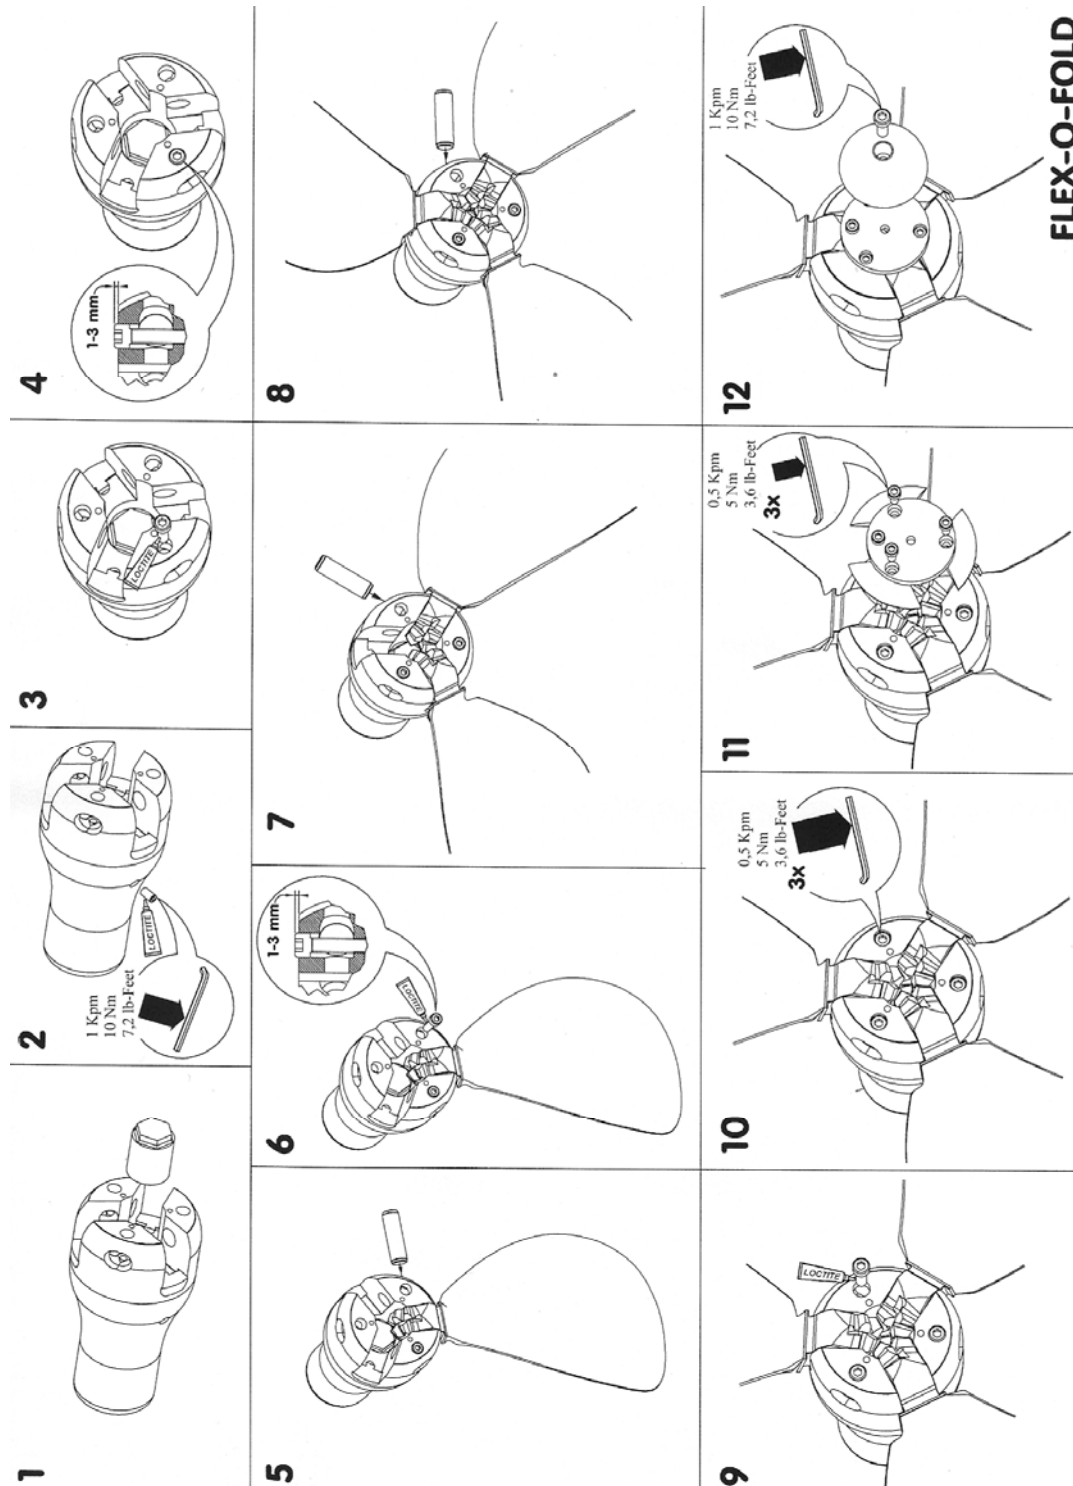 1
2
1 Kpm
10 Nm
7,2 lb-Feet
LOCTITE
3
LOCTITE
4
1-3 mm
5
6
LOCTITE
1-3 mm
7
8
9
LOCTITE
10
0,5 Kpm
5 Nm
3,6 lb-Feet
3x
11
0,5 Kpm
5 Nm
3,6 lb-Feet
3x
12
1 Kpm
10 Nm
7,2 lb-Feet
FLEX-O-FOLD